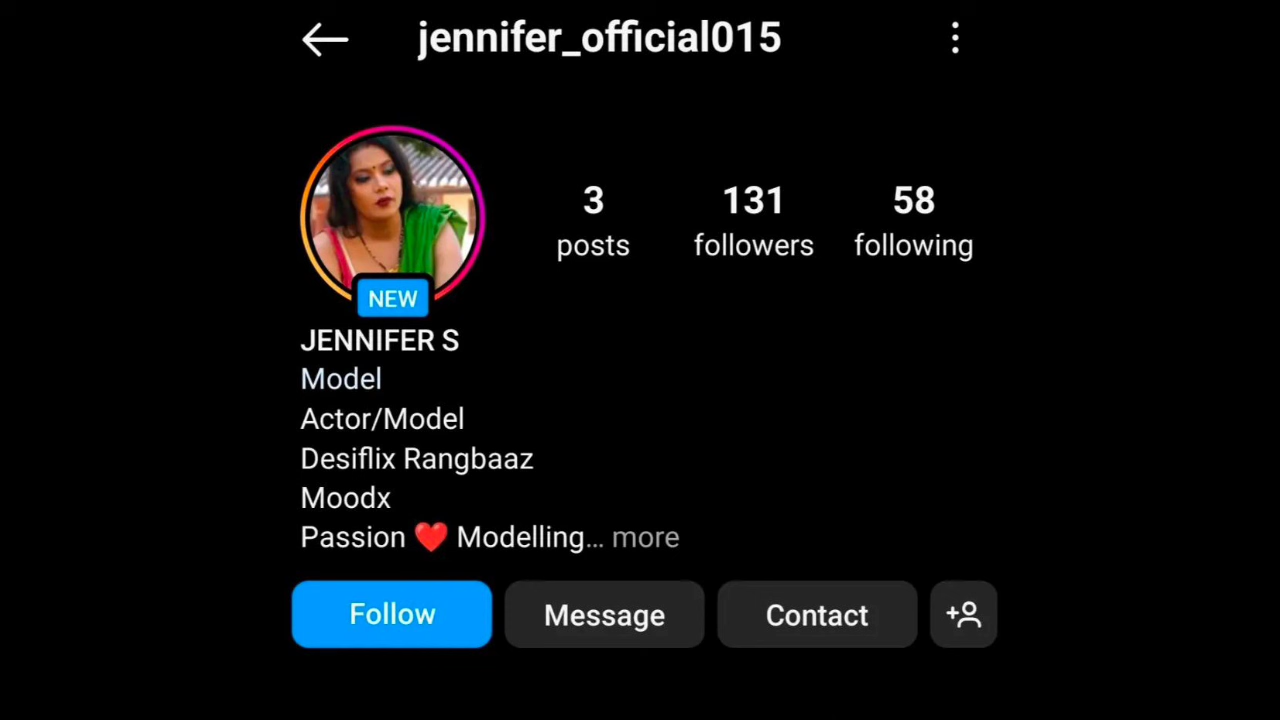 jennifer_official015
3
131
58
posts
followers
following
NEW
JENNIFER S
Model
Actor/Model
Desiflix Rangbaaz
Moodx
Passion ❤️ Modelling... more
Follow
Message
Contact